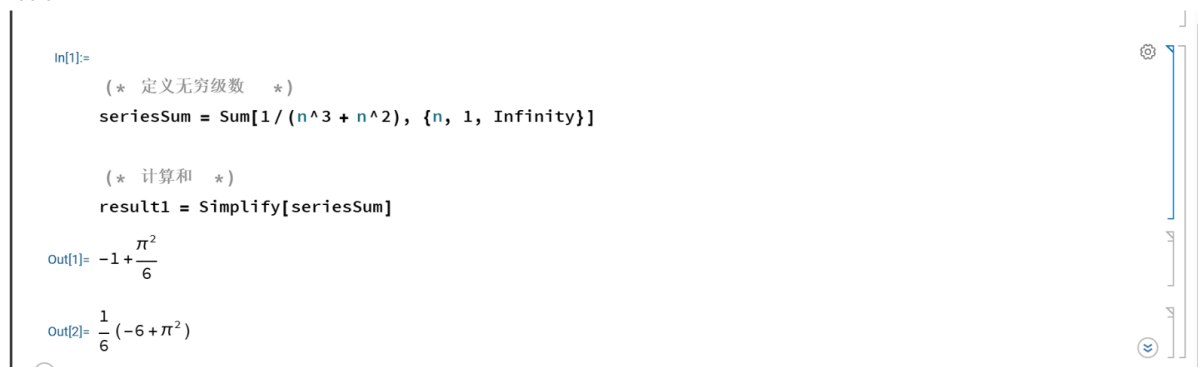 In[1]:=
(* 定义无穷级数 *)
seriesSum = Sum[1/(n^3 + n^2), {n, 1, Infinity}]
(* 计算和 *)
result1 = Simplify[seriesSum]
Out[1]= -1 + π²/6
Out[2]= 1/6 (-6 + π²)